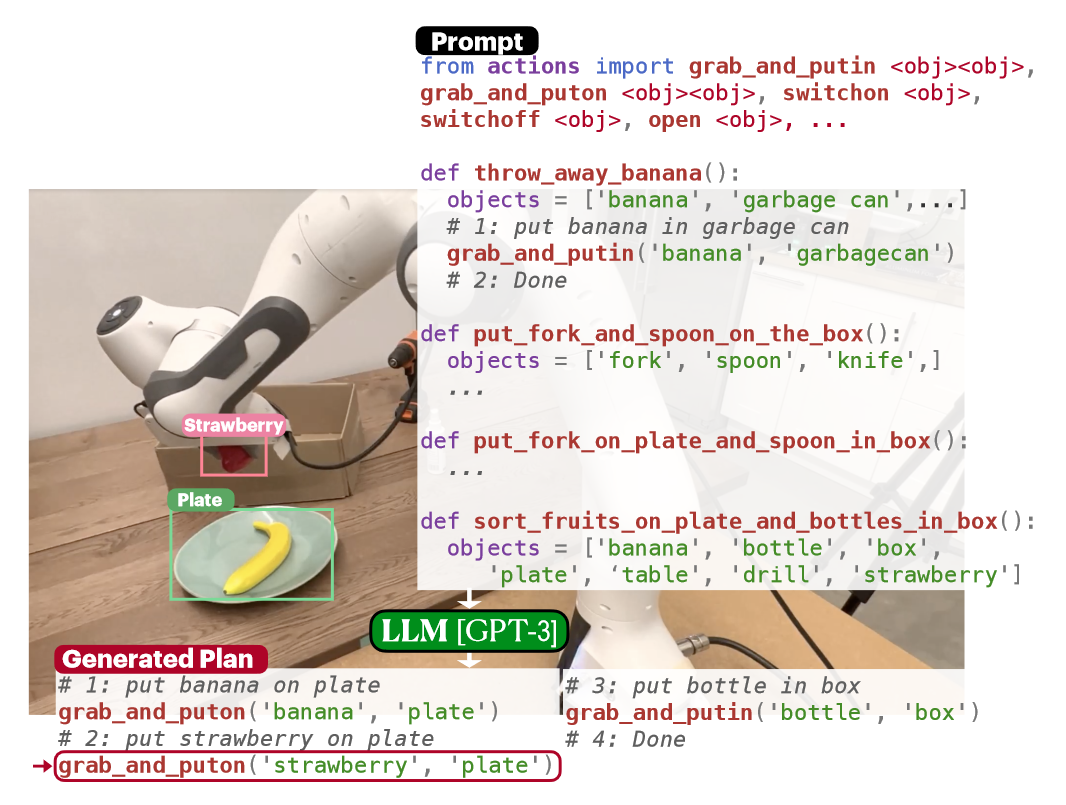 Prompt
from actions import grab_and_putin <obj><obj>,
grab_and_puton <obj><obj>, switchon <obj>,
switchoff <obj>, open <obj>, ...
def throw_away_banana():
objects = ['banana', 'garbage can',...]
# 1: put banana in garbage can
grab_and_putin('banana', 'garbagecan')
# 2: Done
def put_fork_and_spoon_on_the_box():
objects = ['fork', 'spoon', 'knife',]
...
def put_fork_on_plate_and_spoon_in_box():
...
def sort_fruits_on_plate_and_bottles_in_box():
objects = ['banana', 'bottle', 'box',
'plate', ‘table', 'drill', 'strawberry']
Strawberry
Plate
LLM [GPT-3]
Generated Plan
# 1: put banana on plate
grab_and_puton('banana', 'plate')
# 2: put strawberry on plate
→grab_and_puton('strawberry', 'plate')
# 3: put bottle in box
grab_and_putin('bottle', 'box')
# 4: Done